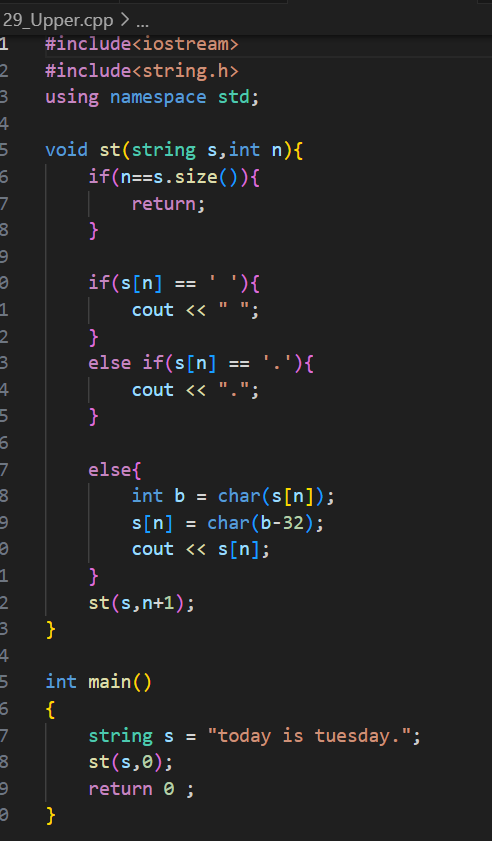 29_Upper.cpp > ...
1 #include<iostream>
2 #include<string.h>
3 using namespace std;
4
5 void st(string s,int n){
6     if(n==s.size()){
7         return;
8     }
9
0     if(s[n] == ' '){
1         cout << " ";
2     }
3     else if(s[n] == '.'){
4         cout << ".";
5     }
6
7     else{
8         int b = char(s[n]);
9         s[n] = char(b-32);
0         cout << s[n];
1     }
2     st(s,n+1);
3 }
4
5 int main()
6 {
7     string s = "today is tuesday.";
8     st(s,0);
9     return 0 ;
0 }